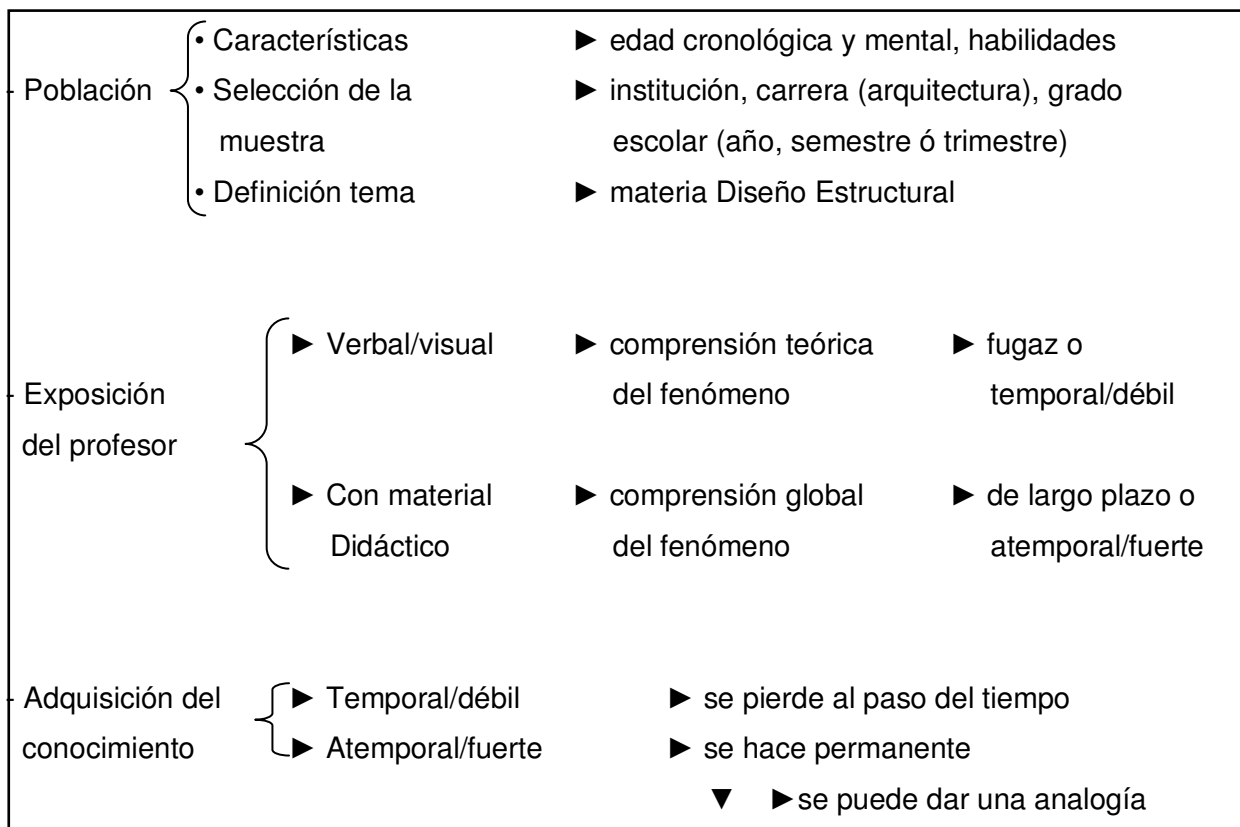 • Características ► edad cronológica y mental, habilidades
- Población • Selección de la ► institución, carrera (arquitectura), grado
muestra escolar (año, semestre ó trimestre)
• Definición tema ► materia Diseño Estructural
► Verbal/visual ► comprensión teórica ► fugaz o
- Exposición del fenómeno temporal/débil
del profesor
► Con material ► comprensión global ► de largo plazo o
Didáctico del fenómeno atemporal/fuerte
- Adquisición del ► Temporal/débil ► se pierde al paso del tiempo
conocimiento ► Atemporal/fuerte ► se hace permanente
▼ ►se puede dar una analogía